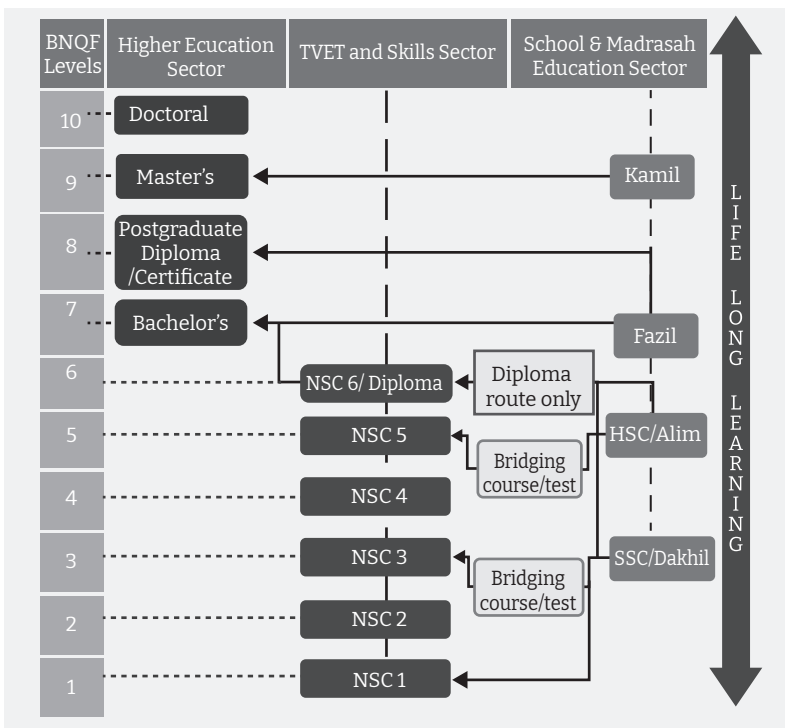 BNQF
Levels
Higher Ecucation
Sector
TVET and Skills Sector
School & Madrasah
Education Sector
10
Doctoral
9
Master's
Kamil
8
Postgraduate
Diploma
/Certificate
7
Bachelor's
Fazil
6
NSC 6/ Diploma
Diploma
route only
5
NSC 5
HSC/Alim
Bridging
course/test
4
NSC 4
3
NSC 3
SSC/Dakhil
Bridging
course/test
2
NSC 2
1
NSC 1
LIFE LONG LEARNING